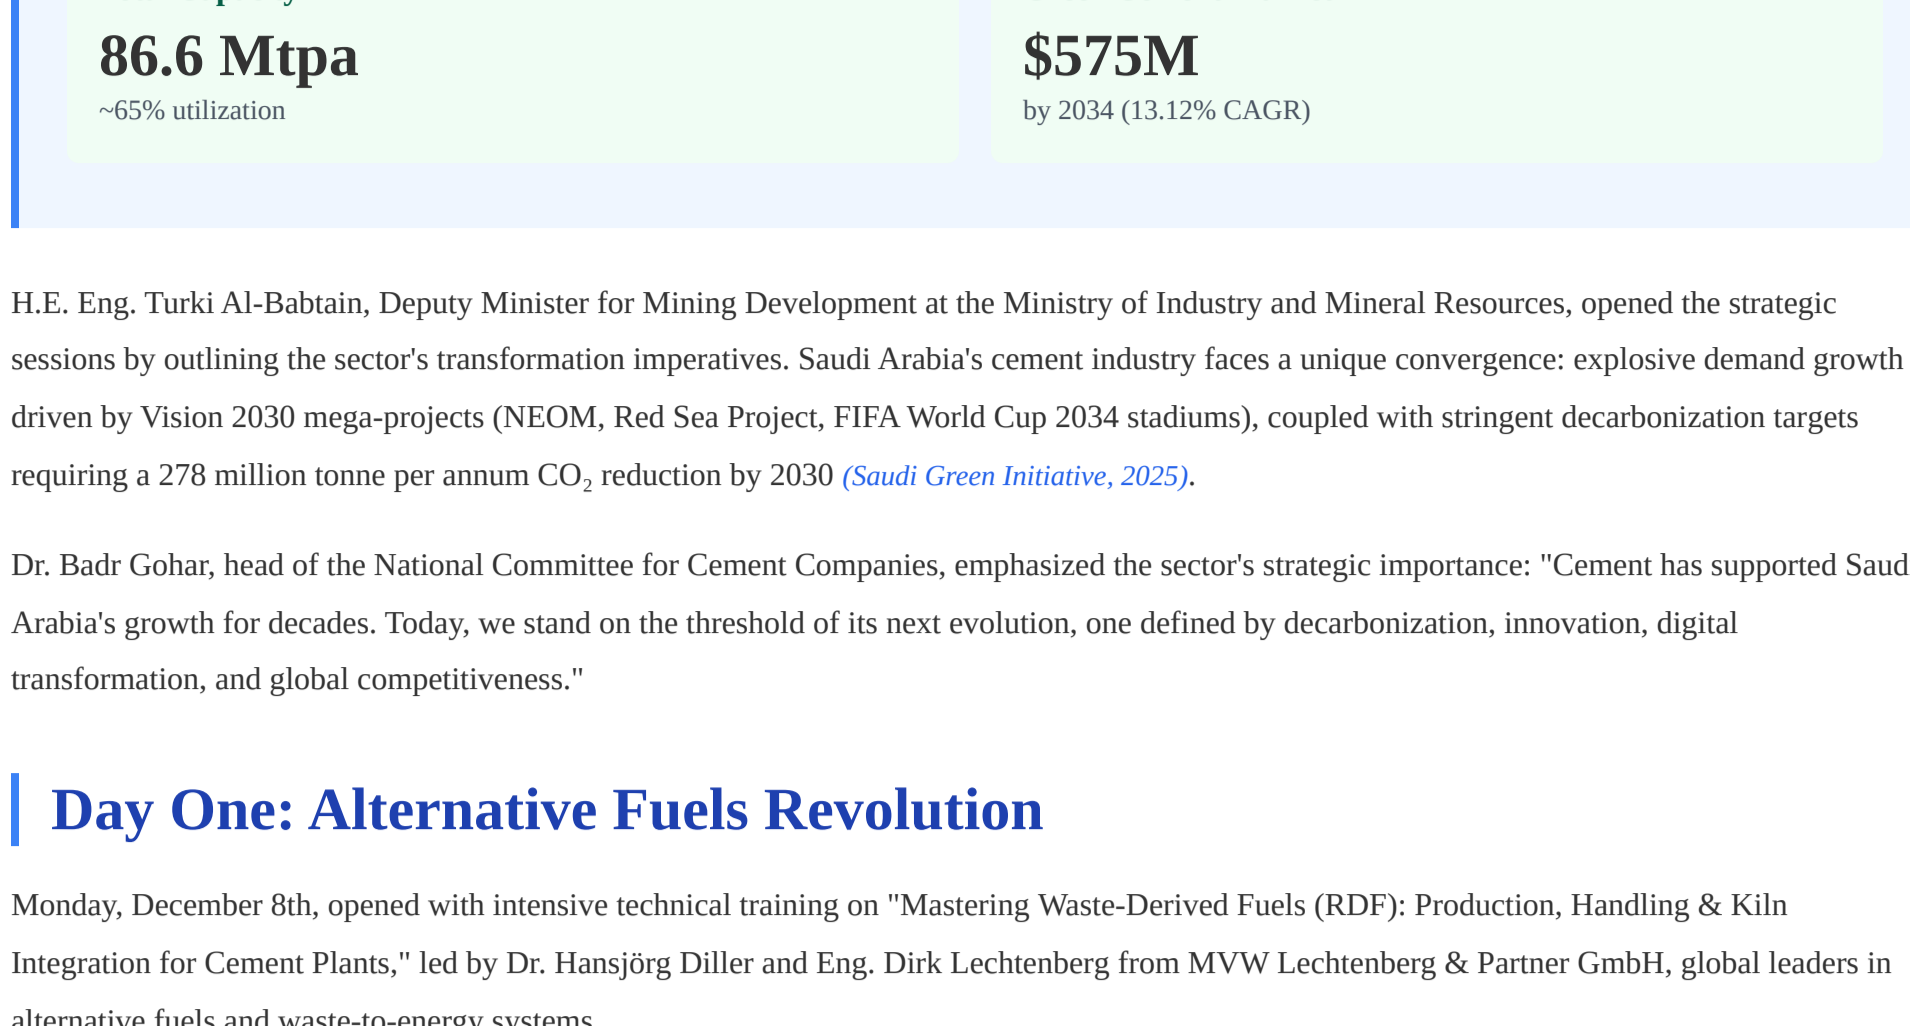 86.6 Mtpa
$575M
~65% utilization
by 2034 (13.12% CAGR)
H.E. Eng. Turki Al-Babtain, Deputy Minister for Mining Development at the Ministry of Industry and Mineral Resources, opened the strategic
sessions by outlining the sector's transformation imperatives. Saudi Arabia's cement industry faces a unique convergence: explosive demand growth
driven by Vision 2030 mega-projects (NEOM, Red Sea Project, FIFA World Cup 2034 stadiums), coupled with stringent decarbonization targets
requiring a 278 million tonne per annum CO₂ reduction by 2030 (Saudi Green Initiative, 2025).
Dr. Badr Gohar, head of the National Committee for Cement Companies, emphasized the sector's strategic importance: "Cement has supported Saud
Arabia's growth for decades. Today, we stand on the threshold of its next evolution, one defined by decarbonization, innovation, digital
transformation, and global competitiveness."
Day One: Alternative Fuels Revolution
Monday, December 8th, opened with intensive technical training on "Mastering Waste-Derived Fuels (RDF): Production, Handling & Kiln
Integration for Cement Plants," led by Dr. Hansjörg Diller and Eng. Dirk Lechtenberg from MVW Lechtenberg & Partner GmbH, global leaders in
alternative fuels and waste-to-energy systems.